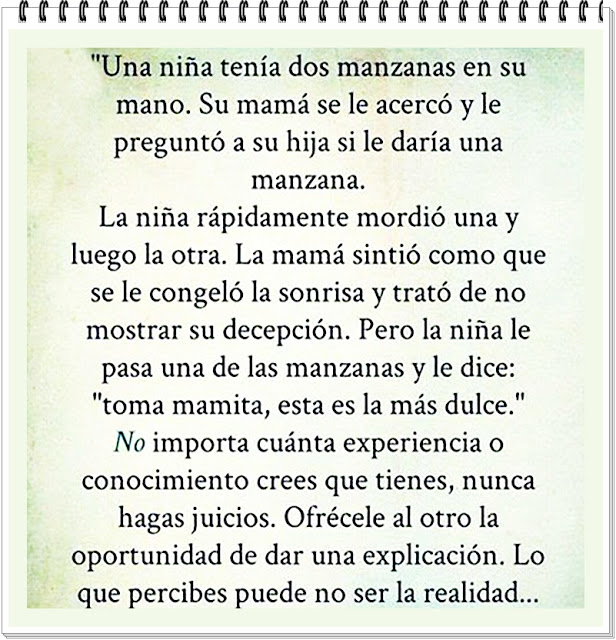 "Una niña tenía dos manzanas en su
mano. Su mamá se le acercó y le
preguntó a su hija si le daría una
manzana.
La niña rápidamente mordió una y
luego la otra. La mamá sintió como que
se le congeló la sonrisa y trató de no
mostrar su decepción. Pero la niña le
pasa una de las manzanas y le dice:
"toma mamita, esta es la más dulce."
No importa cuánta experiencia o
conocimiento crees que tienes, nunca
hagas juicios. Ofrécele al otro la
oportunidad de dar una explicación. Lo
que percibes puede no ser la realidad...